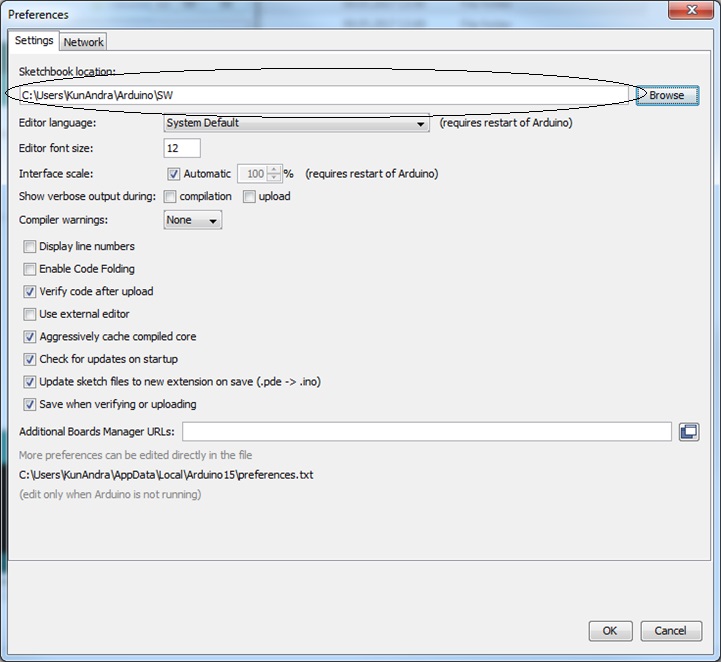 Preferences
Settings Network
Sketchbook location:
C:\Users\KunAndra\Arduino\SW Browse
Editor language: System Default (requires restart of Arduino)
Editor font size: 12
Interface scale: Automatic 100 % (requires restart of Arduino)
Show verbose output during: compilation upload
Compiler warnings: None
Display line numbers
Enable Code Folding
Verify code after upload
Use external editor
Aggressively cache compiled core
Check for updates on startup
Update sketch files to new extension on save (.pde -> .ino)
Save when verifying or uploading
Additional Boards Manager URLs:
More preferences can be edited directly in the file
C:\Users\KunAndra\AppData\Local\Arduino15\preferences.txt
(edit only when Arduino is not running)
OK Cancel